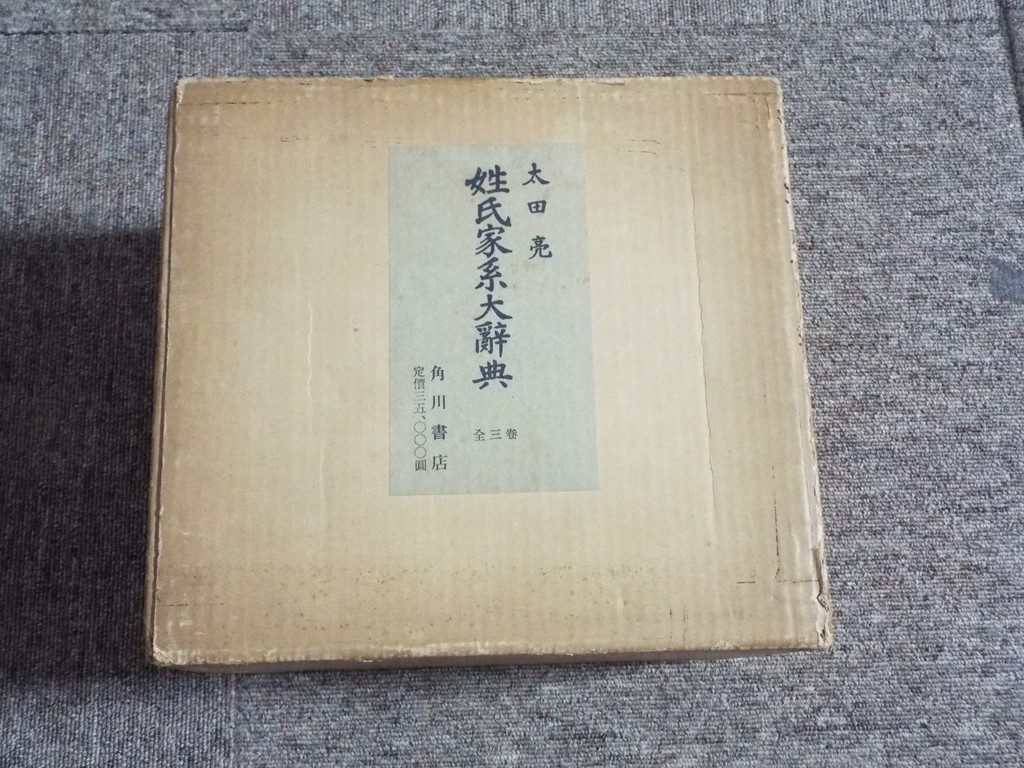 太田亮
姓氏家系大辭典
全三卷
角川書店
定價三五、〇〇〇圓